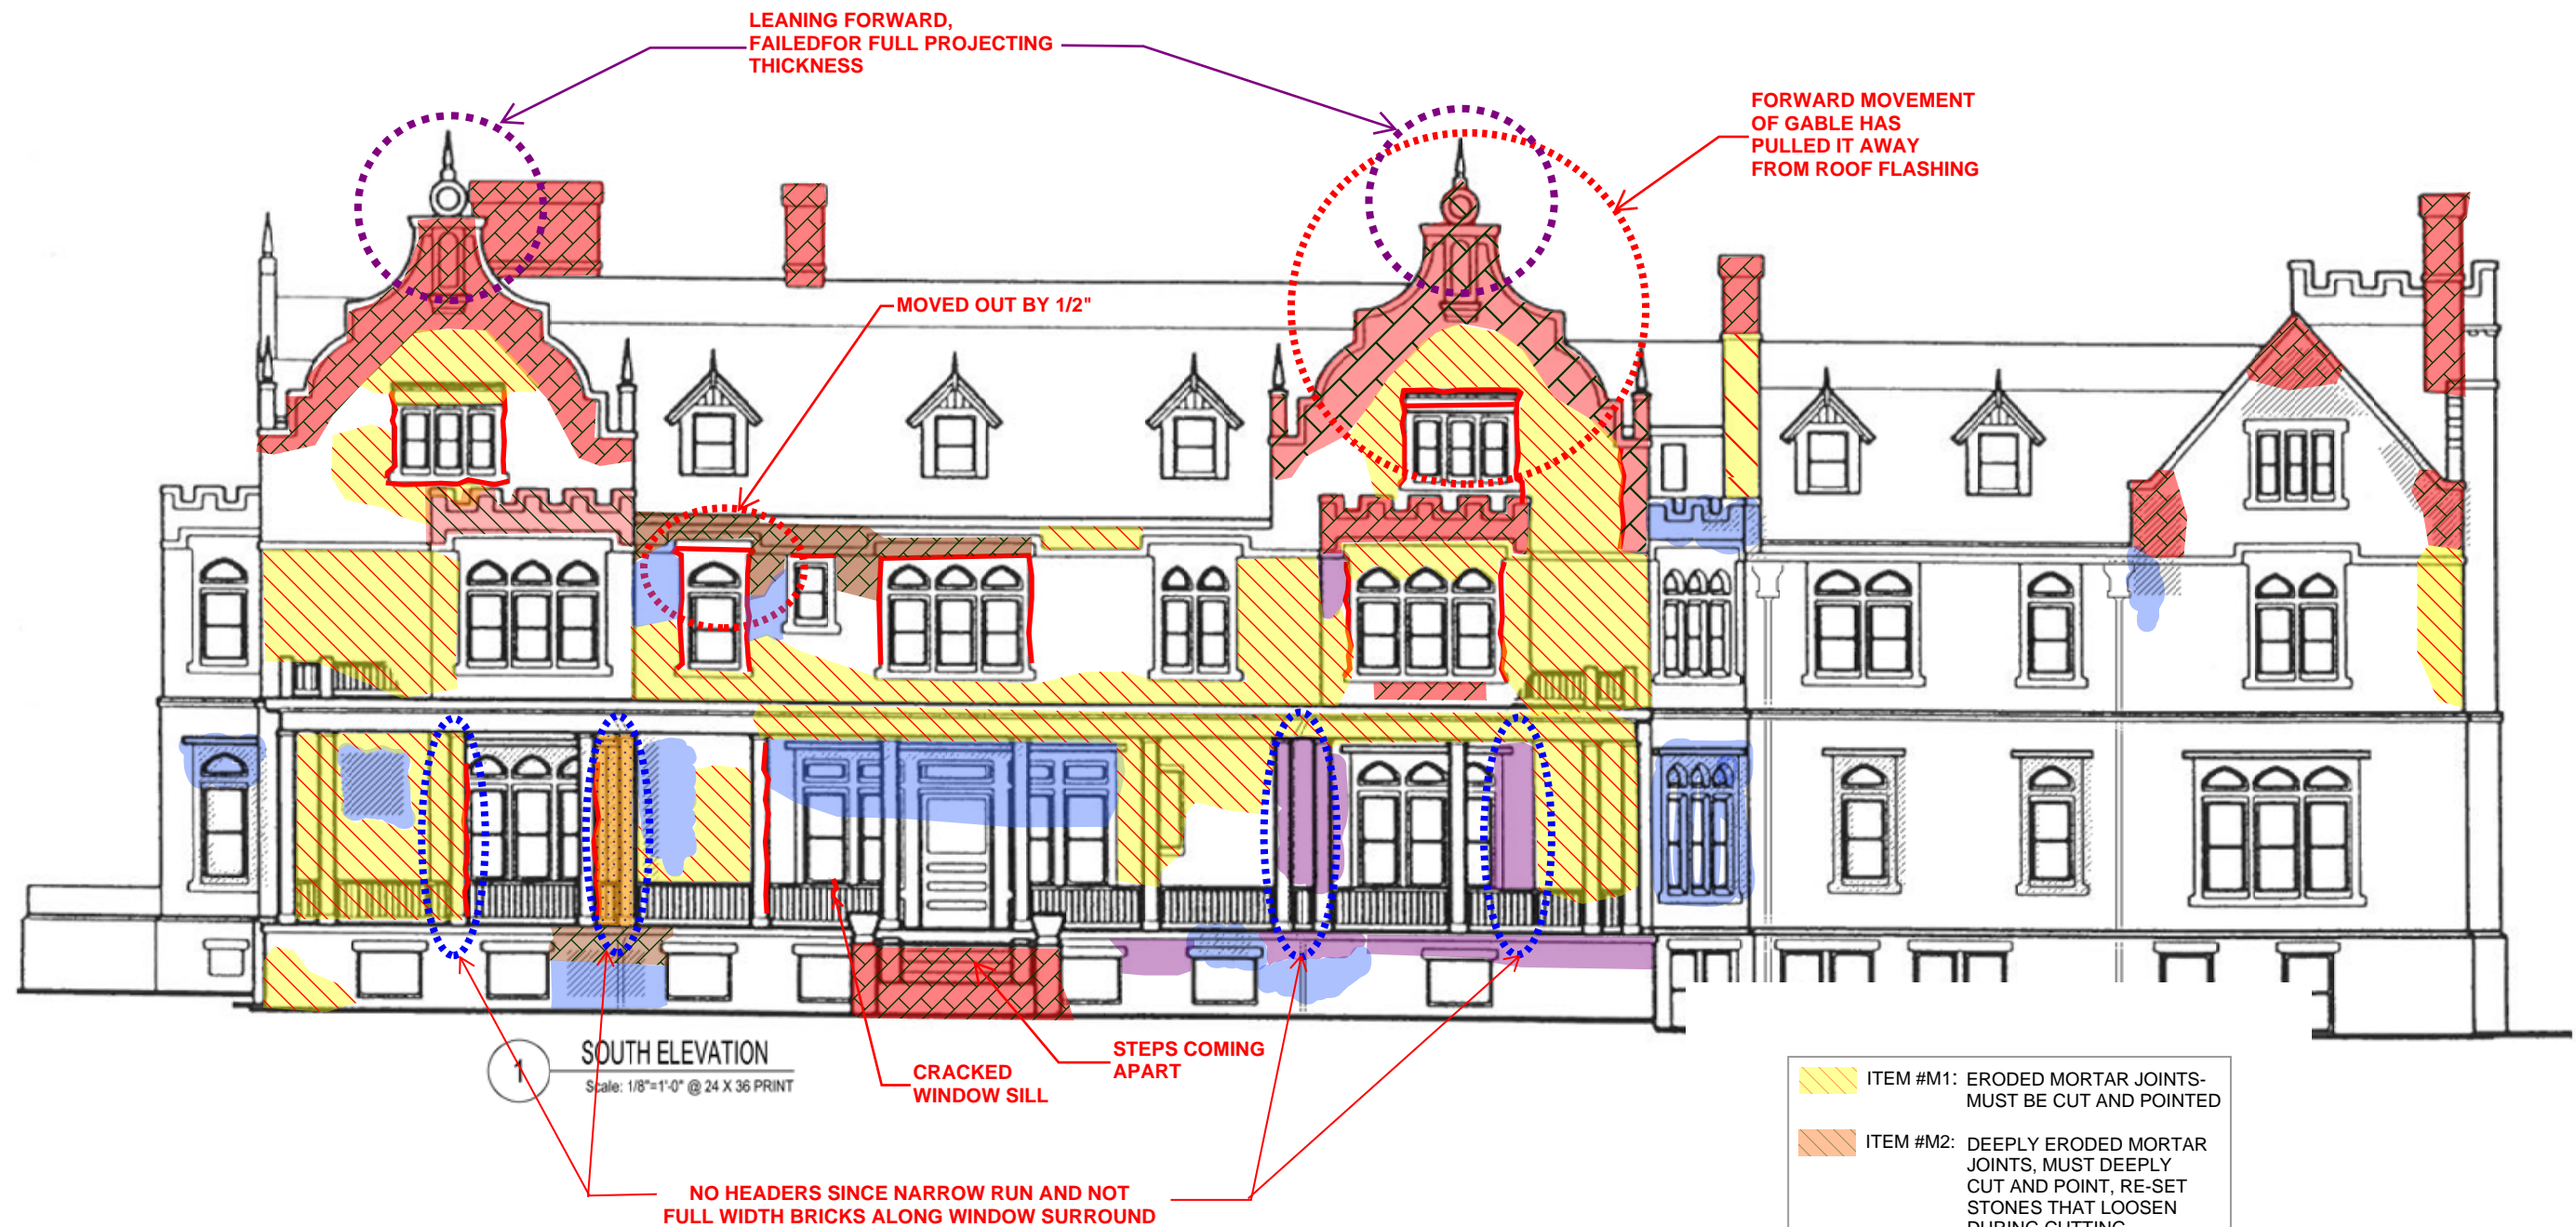 LEANING FORWARD,
FAILEDFOR FULL PROJECTING
THICKNESS
FORWARD MOVEMENT
OF GABLE HAS
PULLED IT AWAY
FROM ROOF FLASHING
MOVED OUT BY 1/2"
1
SOUTH ELEVATION
Scale: 1/8"=1'-0" @ 24 X 36 PRINT
CRACKED
WINDOW SILL
STEPS COMING
APART
NO HEADERS SINCE NARROW RUN AND NOT
FULL WIDTH BRICKS ALONG WINDOW SURROUND
ITEM #M1: ERODED MORTAR JOINTS-
MUST BE CUT AND POINTED
ITEM #M2: DEEPLY ERODED MORTAR
JOINTS, MUST DEEPLY
CUT AND POINT, RE-SET
STONES THAT LOOSEN
DURING CUTTING